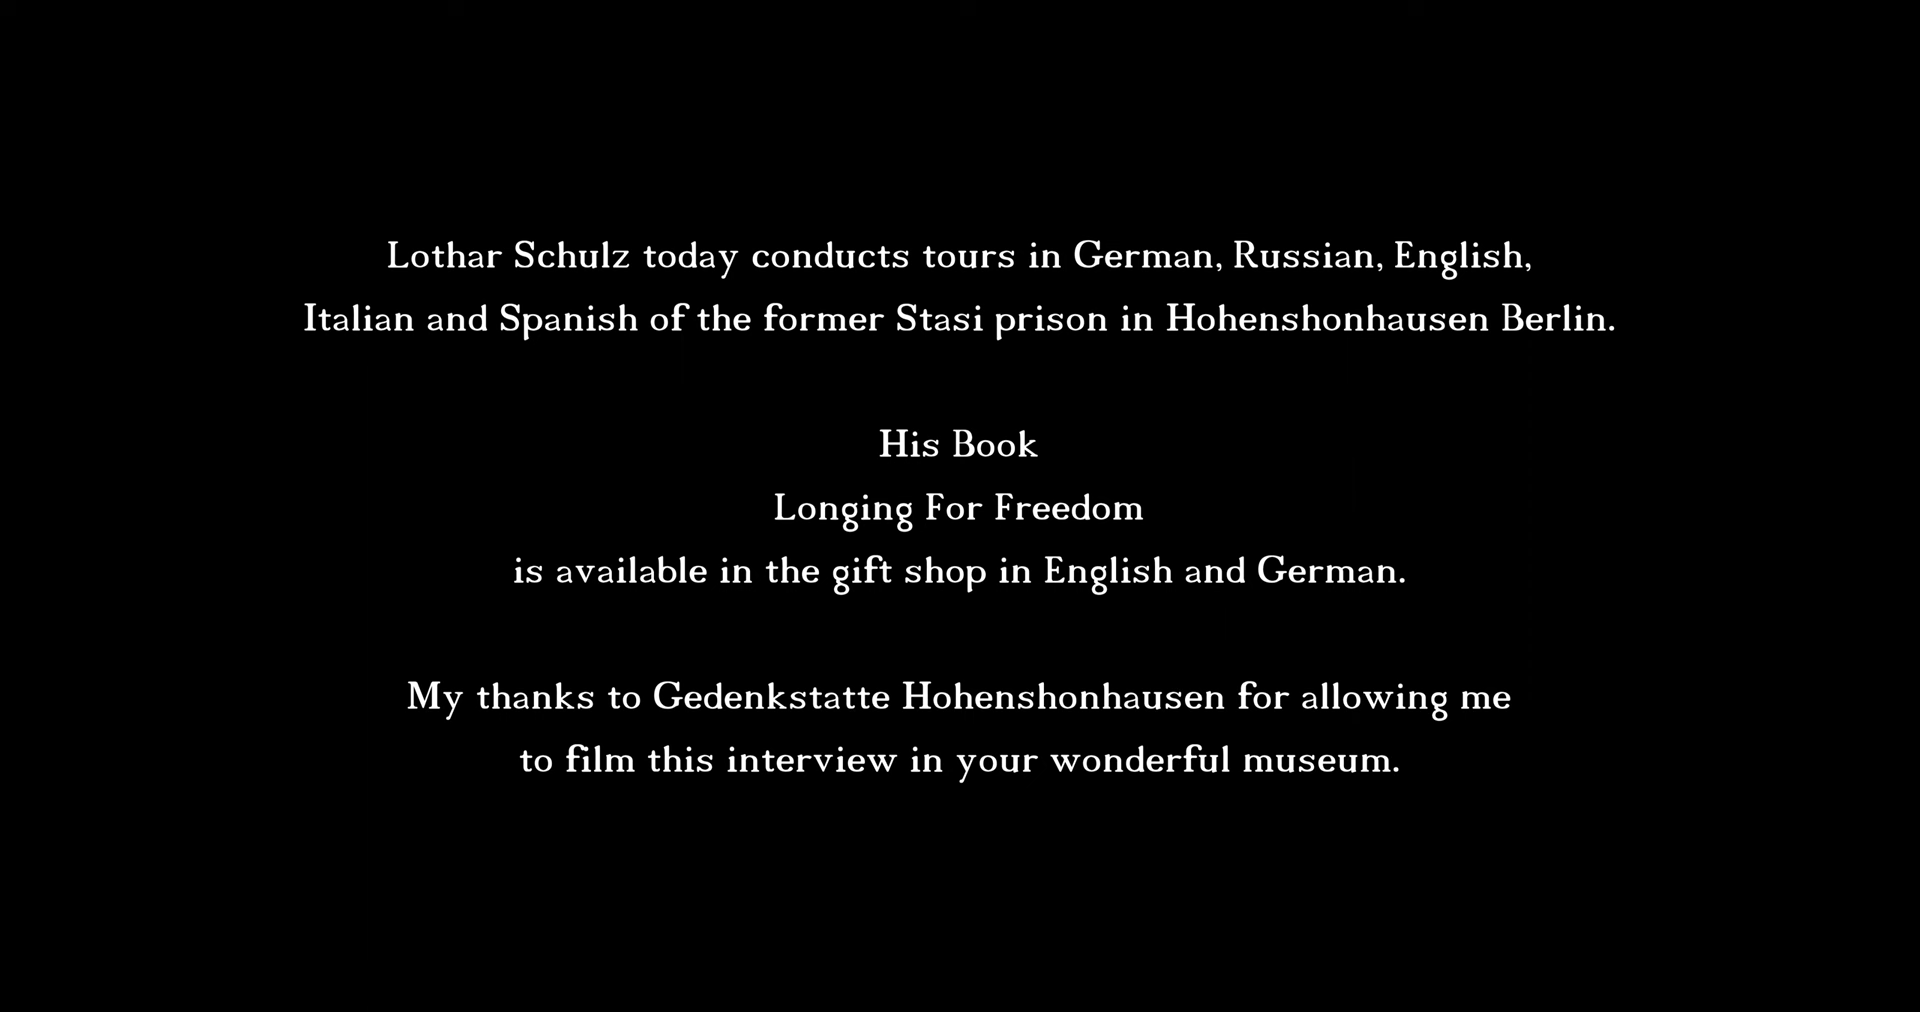 Lothar Schulz today conducts tours in German, Russian, English,
Italian and Spanish of the former Stasi prison in Hohenshonhausen Berlin.
His Book
Longing For Freedom
is available in the gift shop in English and German.
My thanks to Gedenkstatte Hohenshonhausen for allowing me
to film this interview in your wonderful museum.